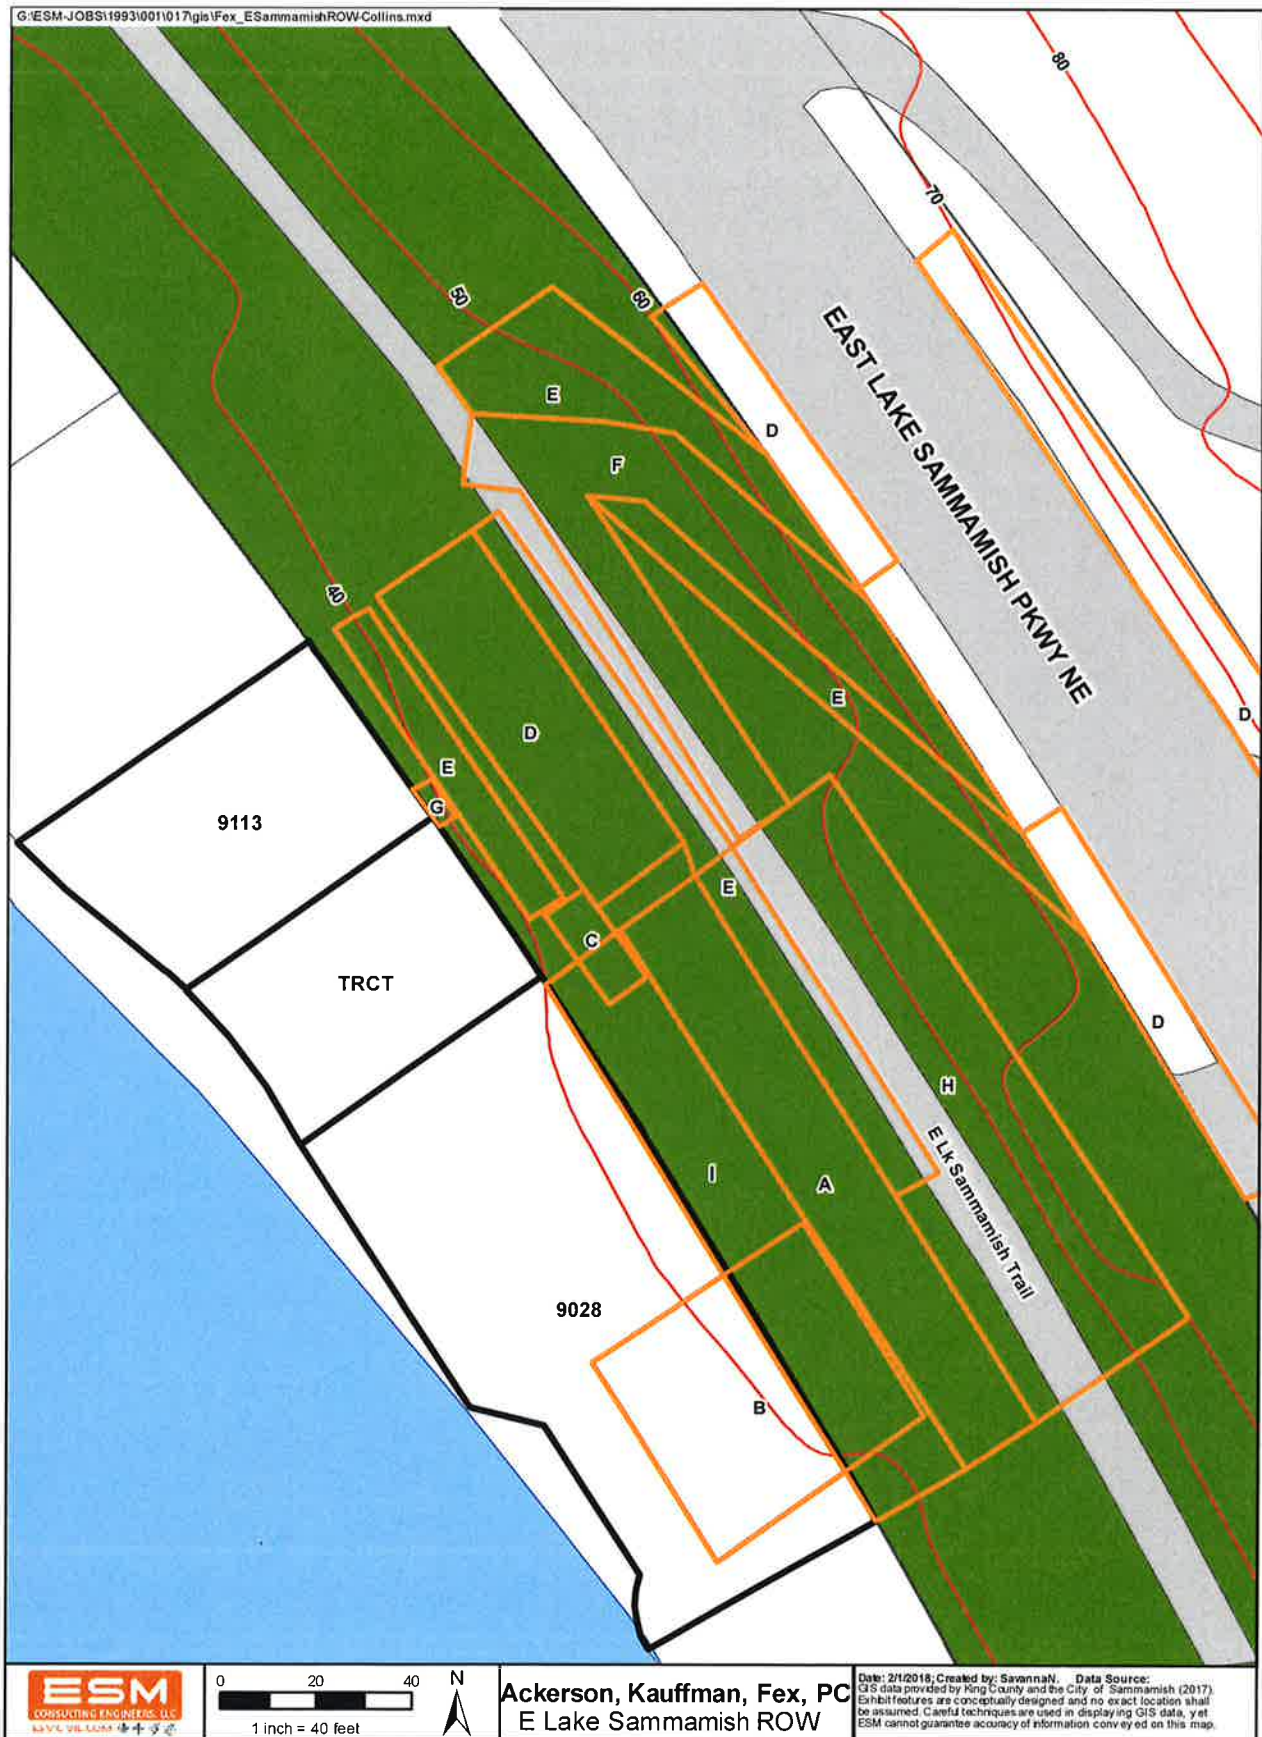 G:\ESM-JOBS\1993\001\017\gis\Fex_ESammamishROW-Collins.mxd
80
70
60
50
EAST LAKE SAMMAMISH PKWY NE
E
D
F
40
E
D
D
E
G
9113
E
C
TRCT
D
H
E Lk Sammamish Trail
I
A
9028
B
ESM
CONSULTING ENGINEERS, LLC
0 20 40
1 inch = 40 feet
N
Ackerson, Kauffman, Fex, PC
E Lake Sammamish ROW
Date: 2/1/2018; Created by: SavannaN. Data Source:
GIS data provided by King County and the City of Sammamish (2017).
Exhibit features are conceptually designed and no exact location shall
be assumed. Careful techniques are used in displaying GIS data, yet
ESM cannot guarantee accuracy of information conveyed on this map.